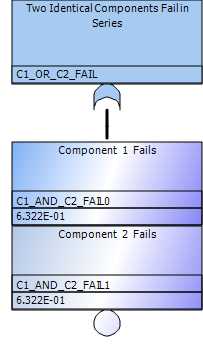 Two Identical Components Fail in
Series
C1_OR_C2_FAIL
Component 1 Fails
C1_AND_C2_FAIL0
6.322E-01
Component 2 Fails
C1_AND_C2_FAIL1
6.322E-01